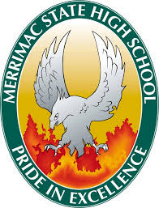 MERRIMAC STATE HIGH SCHOOL
PRIDE IN EXCELLENCE